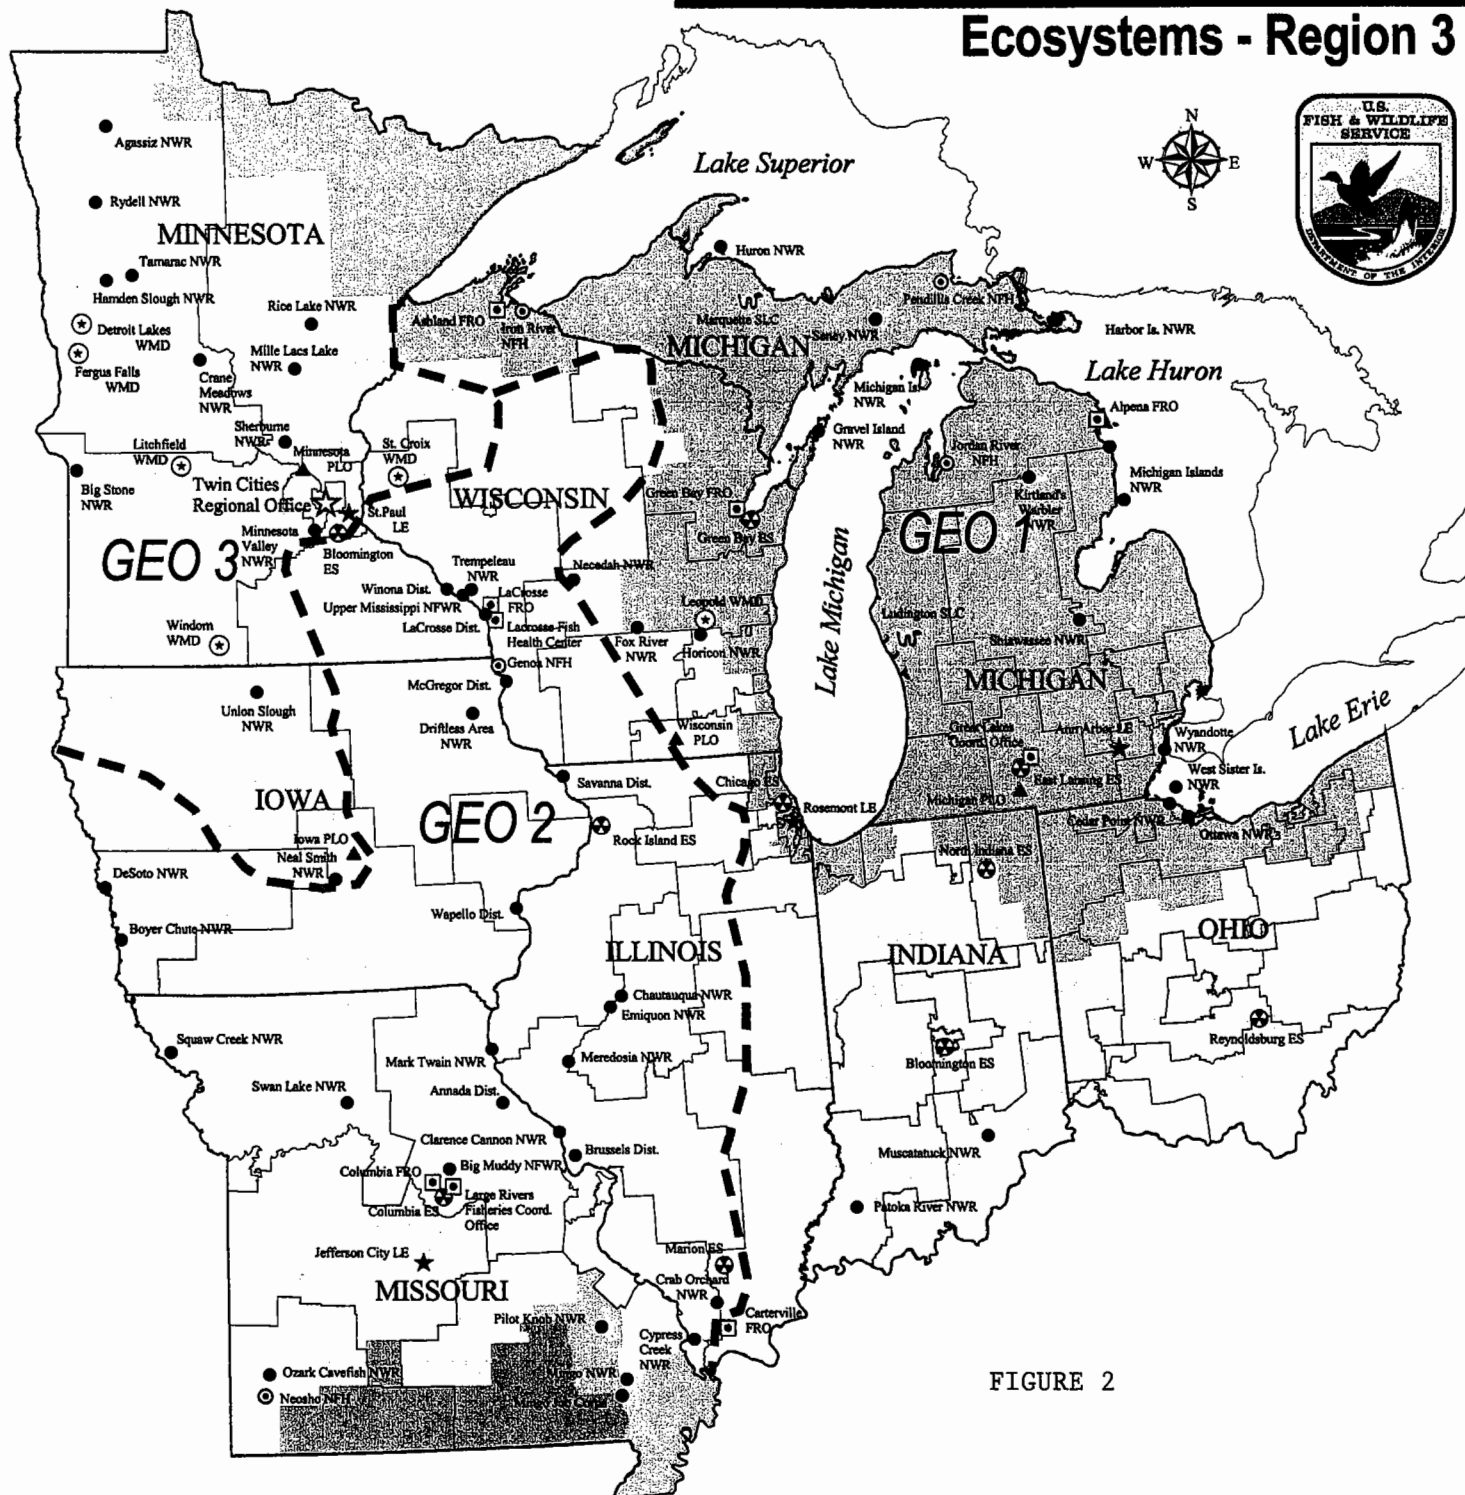 Ecosystems - Region 3
N
W
E
S
U.S.
FISH & WILDLIFE
SERVICE
DEPARTMENT OF THE INTERIOR
Lake Superior
Agassiz NWR
Rydell NWR
MINNESOTA
Tamarac NWR
Hamden Slough NWR
Rice Lake NWR
Detroit Lakes
WMD
Mille Lacs Lake
NWR
Fergus Falls
WMD
Crane
Meadows
NWR
Sherburne
NWR
Litchfield
WMD
Minnesota
PLO
St. Croix
WMD
Big Stone
NWR
Twin Cities
Regional Office
St.Paul
LE
Minnesota
Valley
NWR
Bloomington
ES
GEO 3
Windom
WMD
Huron NWR
Ashland FRO
Iron River
NFH
Marquette SLC
Pendills Creek NFH
Seney NWR
MICHIGAN
Harbor Is. NWR
Lake Huron
Michigan Is.
NWR
Gravel Island
NWR
Alpena FRO
Jordan River
NFH
Michigan Islands
NWR
Kirtland's
Warbler
NWR
WISCONSIN
Green Bay FRO
Green Bay ES
GEO 1
Trempeleau
NWR
Necedah NWR
Winona Dist.
LaCrosse
FRO
Upper Mississippi NFWR
LaCrosse Dist.
Lacrosse Fish
Health Center
Leopold WMD
Fox River
NWR
Horicon NWR
Lake Michigan
Ludington SLC
Shiawassee NWR
Genoa NFH
McGregor Dist.
Driftless Area
NWR
Wisconsin
PLO
MICHIGAN
Great Lakes
Coord. Office
Ann Arbor LE
Wyandotte
NWR
Lake Erie
West Sister Is.
NWR
East Lansing ES
Michigan PLO
Cedar Point NWR
Ottawa NWR's
Union Slough
NWR
IOWA
Savanna Dist.
Chicago ES
Rosemont LE
GEO 2
Rock Island ES
Iowa PLO
Neal Smith
NWR
DeSoto NWR
North Indiana ES
Wapello Dist.
Boyer Chute NWR
ILLINOIS
INDIANA
OHIO
Chautauqua NWR
Emiquon NWR
Reynoldsburg ES
Squaw Creek NWR
Mark Twain NWR
Meredosia NWR
Bloomington ES
Swan Lake NWR
Annada Dist.
Clarence Cannon NWR
Brussels Dist.
Muscatatuck NWR
Columbia FRO
Big Muddy NFWR
Columbia ES
Large Rivers
Fisheries Coord.
Office
Patoka River NWR
Jefferson City LE
Marion ES
MISSOURI
Crab Orchard
NWR
Pilot Knob NWR
Carterville
FRO
Cypress
Creek
NWR
Ozark Cavefish NWR
Mingo NWR
Neosho NFH
Mingo Job Corps
FIGURE 2